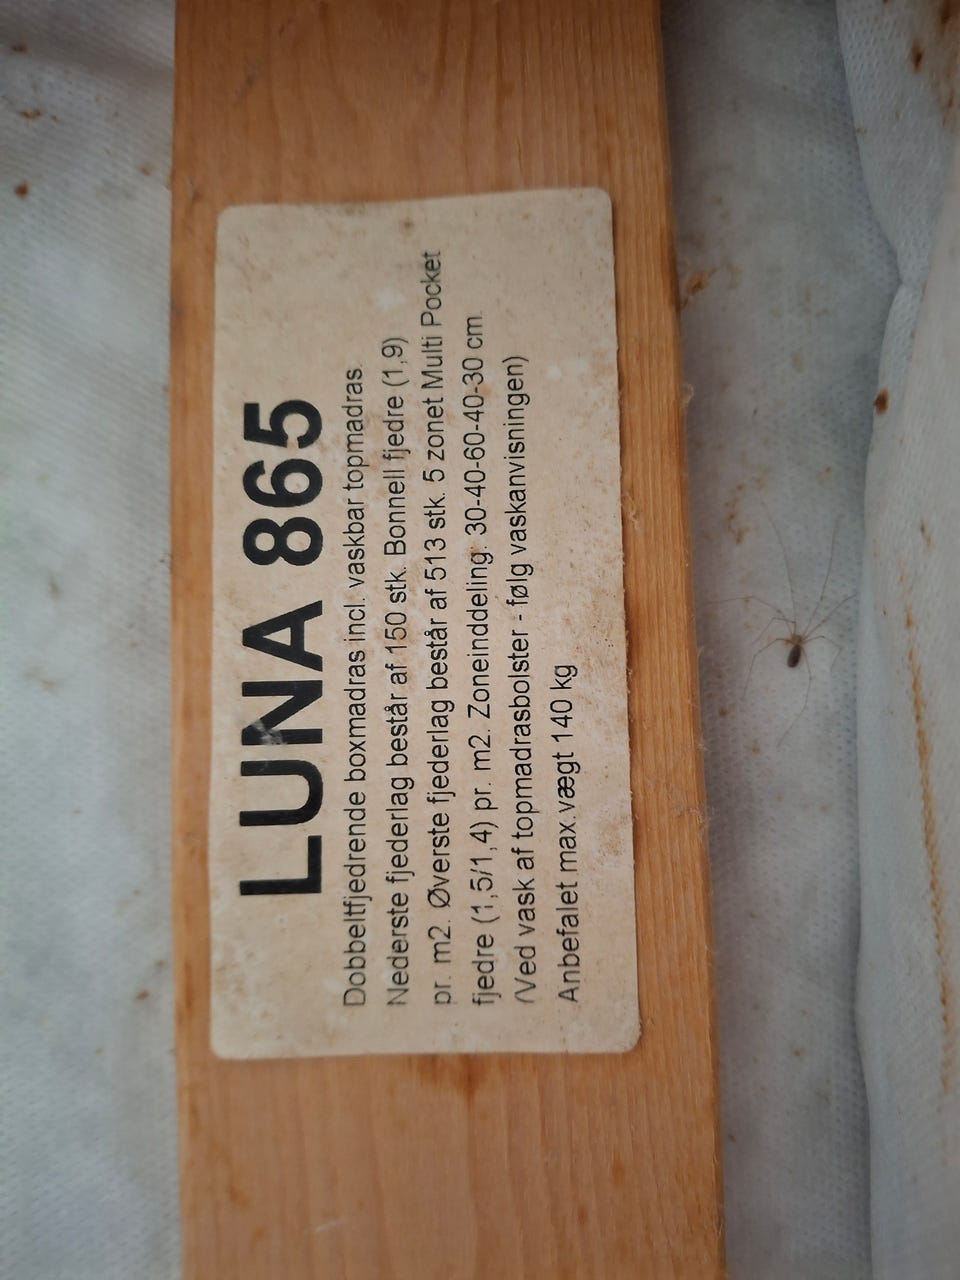 LUNA 865
Dobbeltfjedrende boxmadras incl. vaskbar topmadras
Nederste fjederlag består af 150 stk. Bonnell fjedre (1,9)
pr. m2. Øverste fjederlag består af 513 stk. 5 zonet Multi Pocket
fjedre (1,5/1,4) pr. m2. Zoneinddeling: 30-40-60-40-30 cm
(Ved vask af topmadrasbolster - følg vaskanvisningen)
Anbefalet max.vægt 140 kg